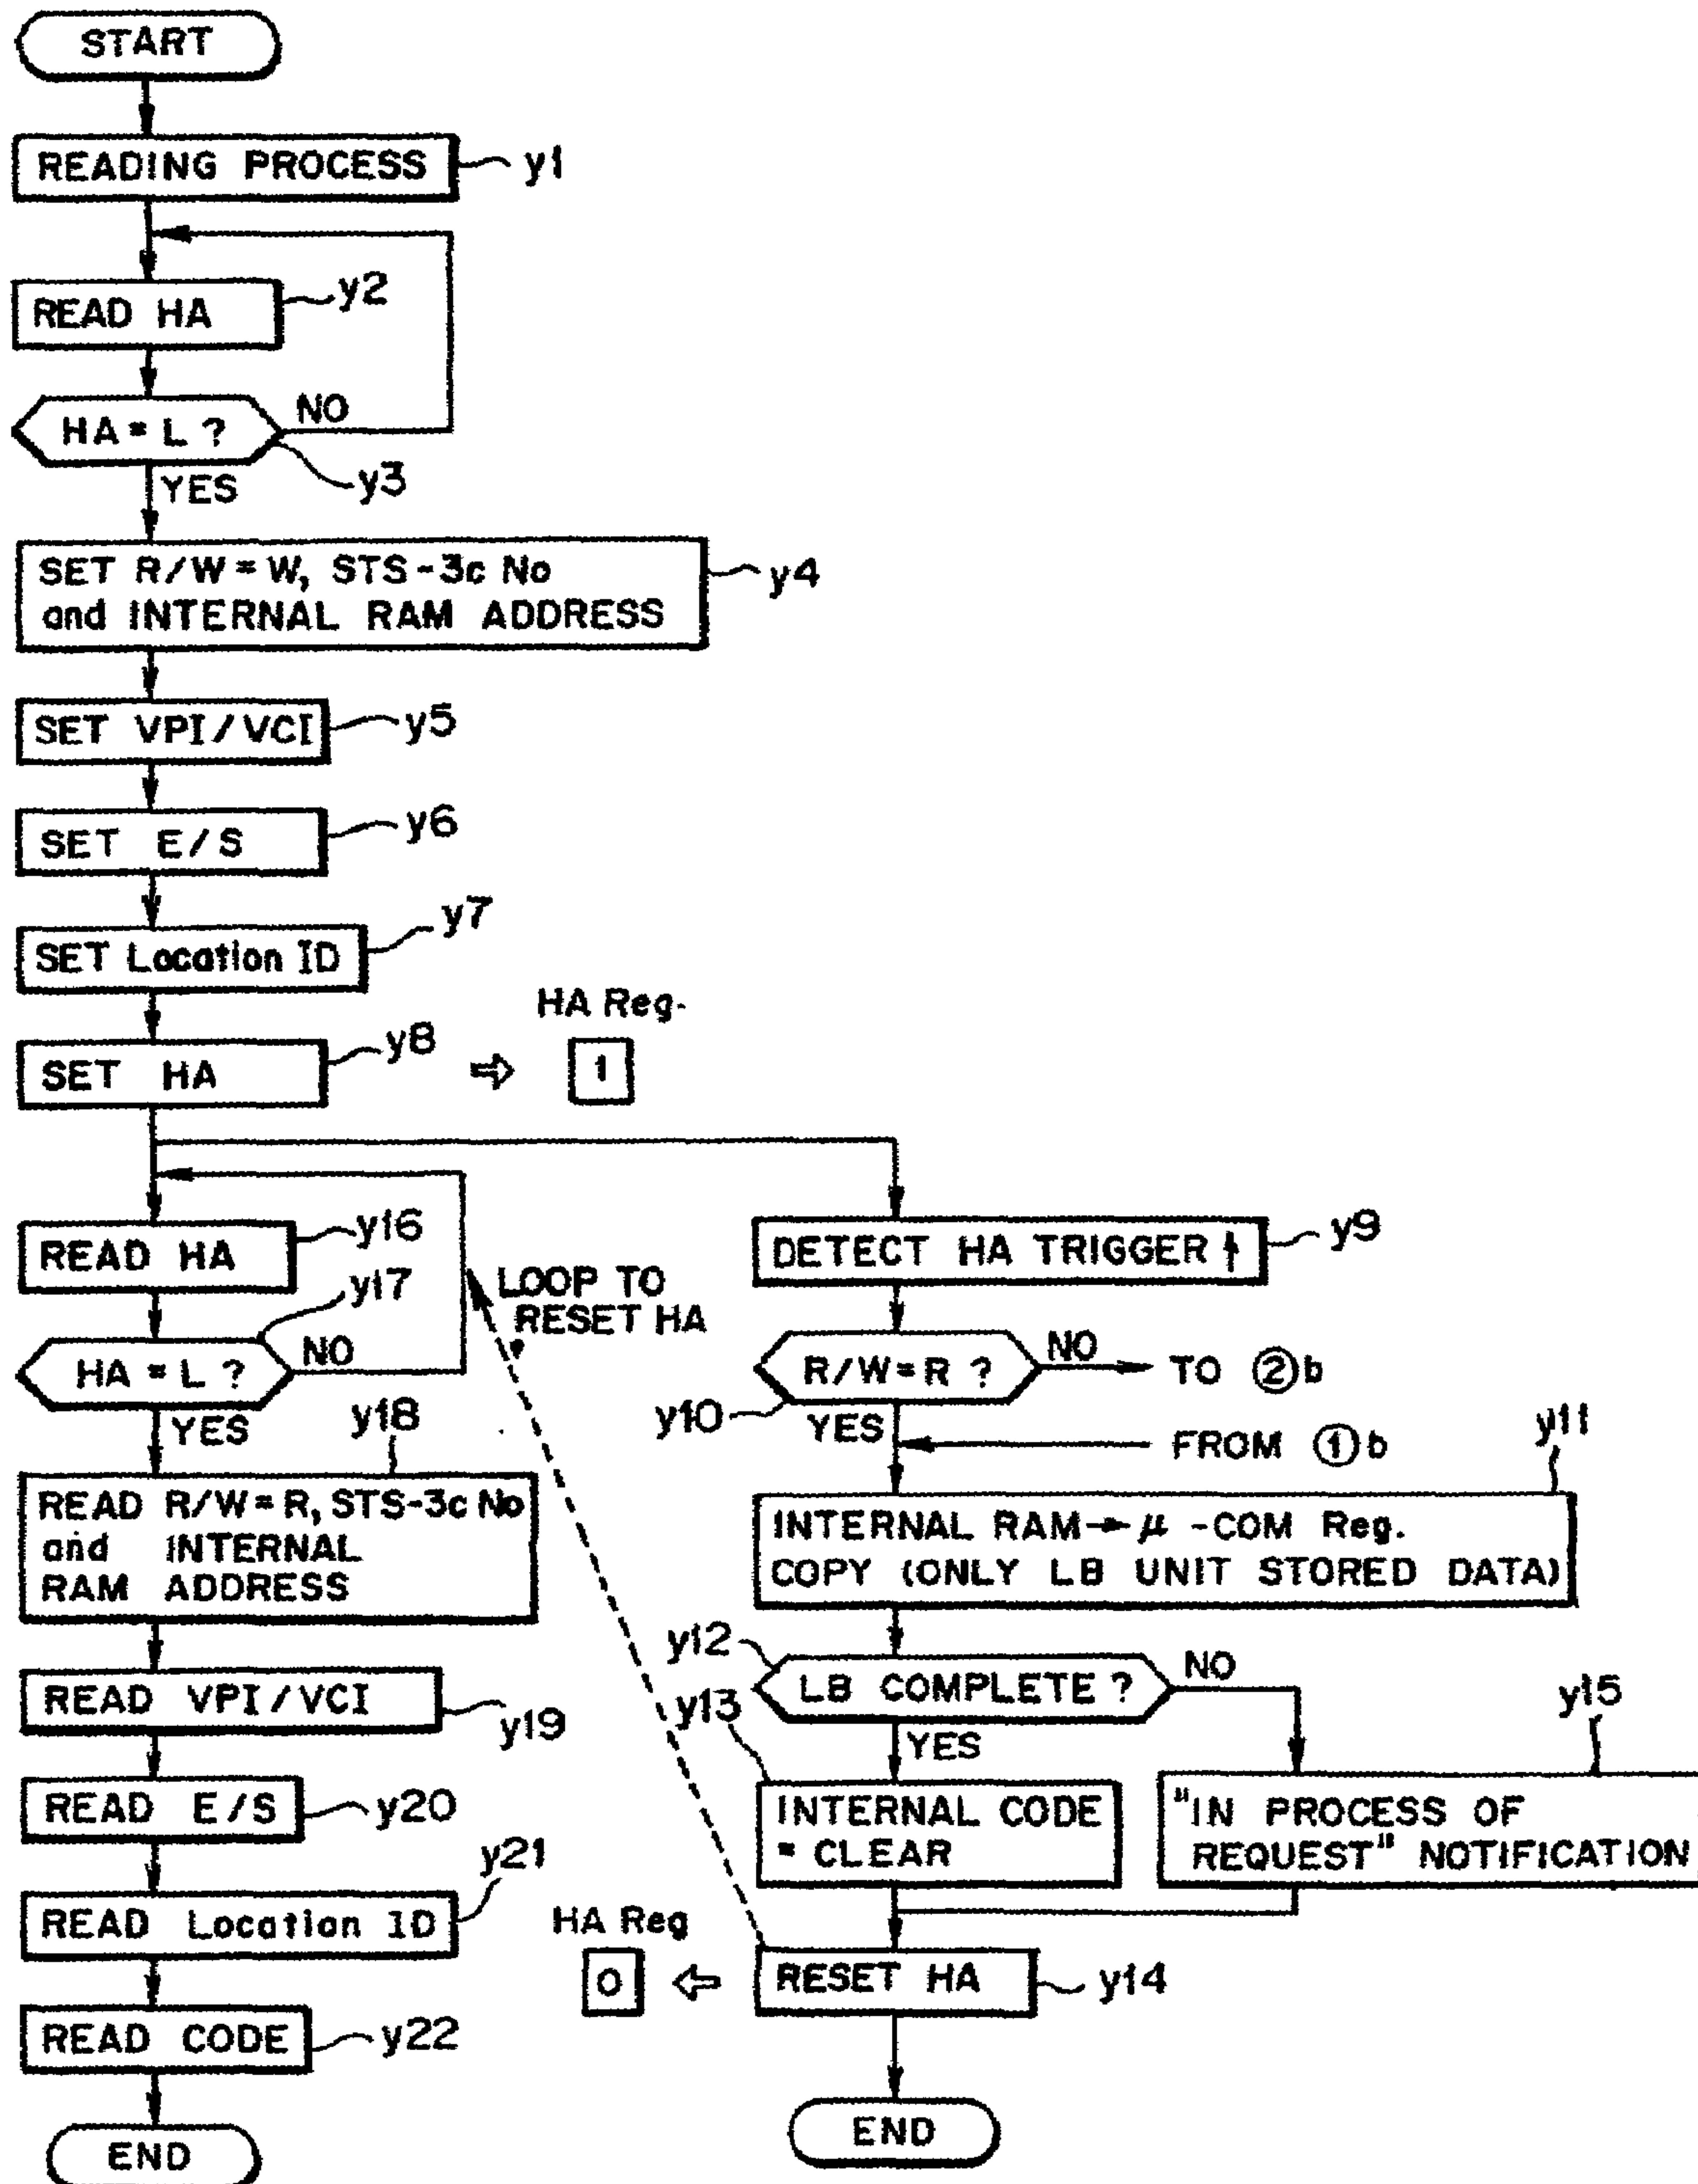 START
READING PROCESS
y1
READ HA
y2
HA = L ?
NO
y3
YES
SET R/W = W, STS-3c No
and INTERNAL RAM ADDRESS
y4
SET VPI/VCI
y5
SET E/S
y6
SET Location ID
y7
SET HA
y8
⇨
HA Reg.
1
READ HA
y16
HA = L ?
y17
NO
YES
LOOP TO
RESET HA
READ R/W = R, STS-3c No
and INTERNAL
RAM ADDRESS
y18
READ VPI/VCI
y19
READ E/S
y20
READ Location ID
y21
READ CODE
y22
END
DETECT HA TRIGGER ↑
y9
R/W = R ?
NO
TO ②b
y10
YES
FROM ①b
y11
INTERNAL RAM → μ -COM Reg.
COPY (ONLY LB UNIT STORED DATA)
y12
LB COMPLETE ?
NO
y13
YES
y15
INTERNAL CODE
= CLEAR
"IN PROCESS OF
REQUEST" NOTIFICATION
HA Reg
0
⇦
RESET HA
y14
END